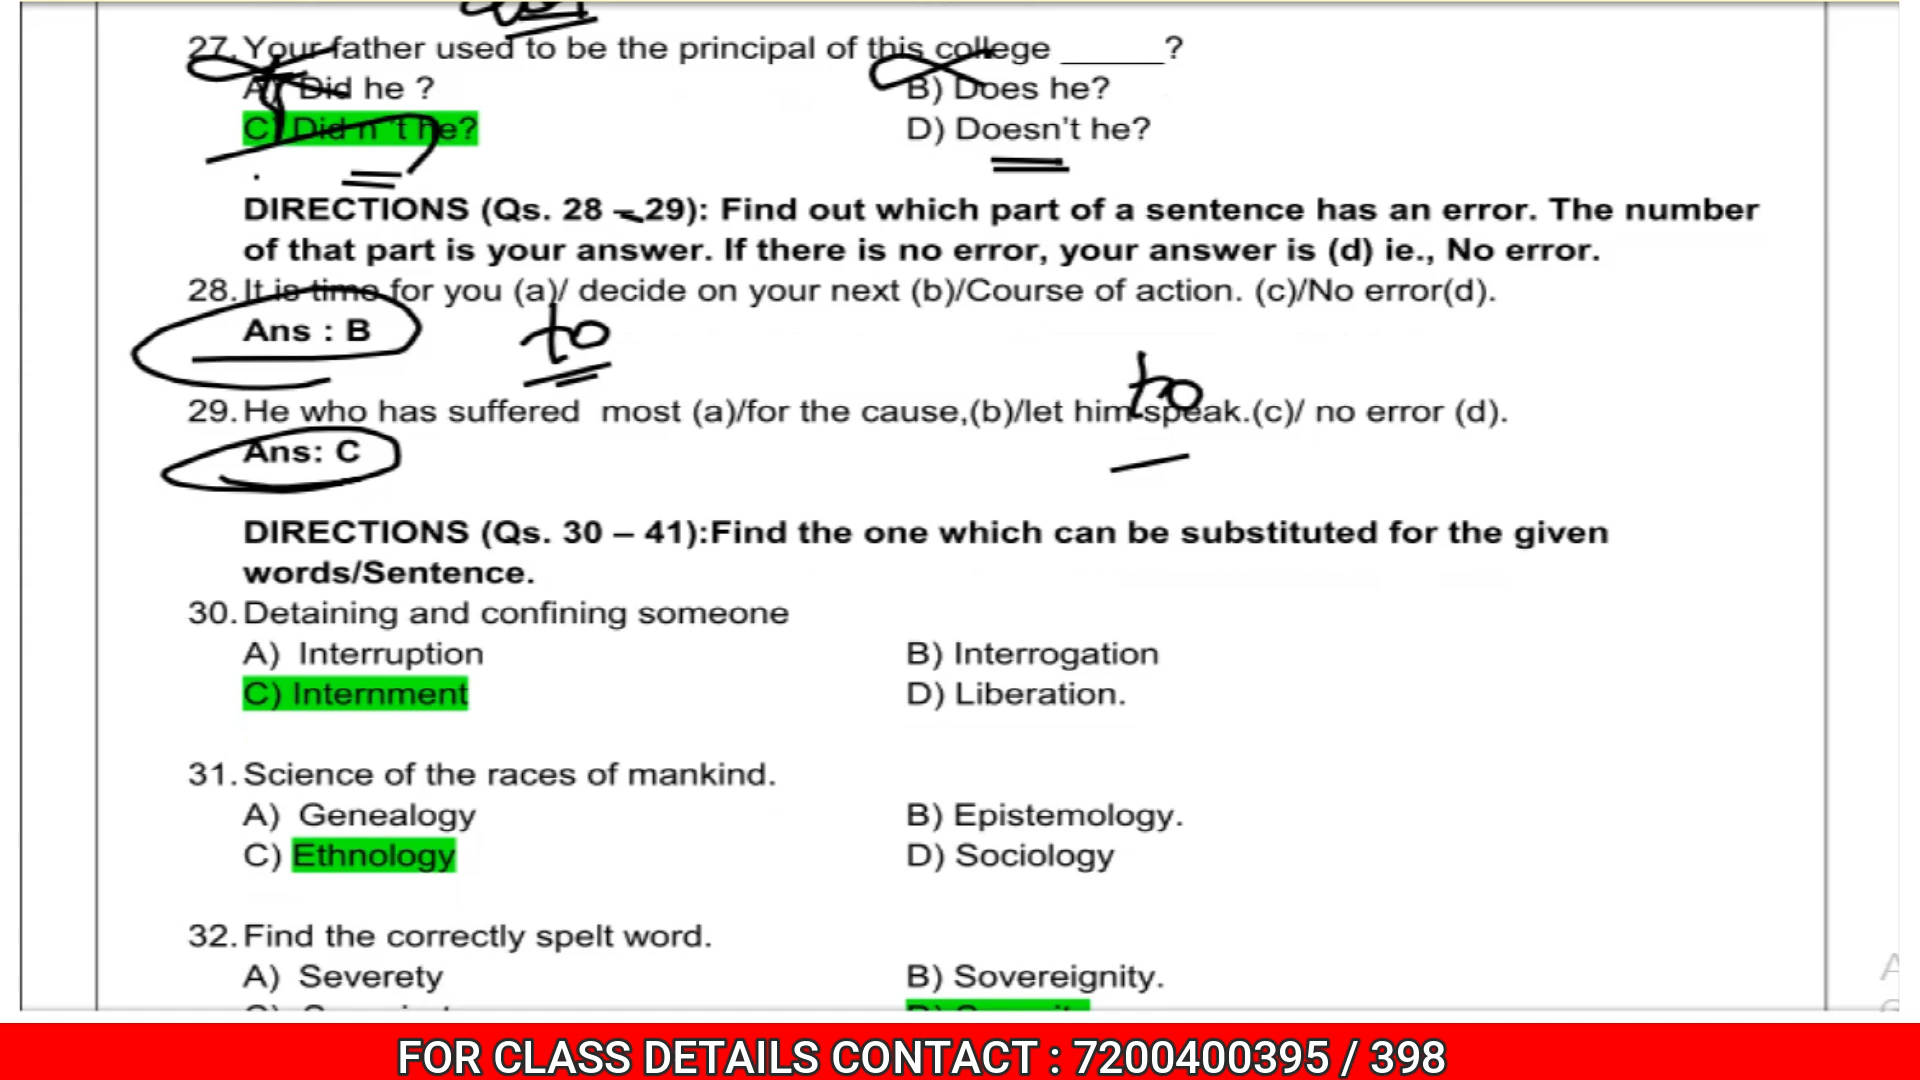 27. Your father used to be the principal of this college ______?
A) Did he ? B) Does he?
C) Did n 't he? D) Doesn't he?
DIRECTIONS (Qs. 28 – 29): Find out which part of a sentence has an error. The number
of that part is your answer. If there is no error, your answer is (d) ie., No error.
28. It is time for you (a)/ decide on your next (b)/Course of action. (c)/No error(d).
Ans : B
to
to
29. He who has suffered most (a)/for the cause,(b)/let him speak.(c)/ no error (d).
Ans: C
DIRECTIONS (Qs. 30 – 41):Find the one which can be substituted for the given
words/Sentence.
30. Detaining and confining someone
A) Interruption B) Interrogation
C) Internment D) Liberation.
31. Science of the races of mankind.
A) Genealogy B) Epistemology.
C) Ethnology D) Sociology
32. Find the correctly spelt word.
A) Severety B) Sovereignity.
FOR CLASS DETAILS CONTACT : 7200400395 / 398